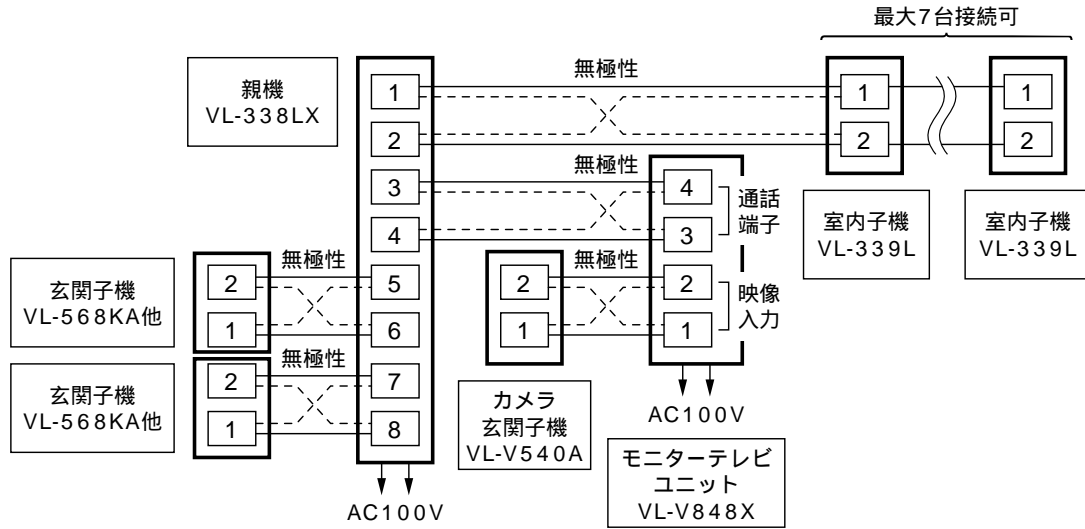 最大7台接続可
親機
VL-338LX
1
2
3
4
5
6
7
8
無極性
1
2
1
2
無極性
4
3
2
1
通話
端子
映像
入力
室内子機
VL-339L
室内子機
VL-339L
玄関子機
VL-568KA他
2
1
無極性
玄関子機
VL-568KA他
2
1
無極性
無極性
2
1
カメラ
玄関子機
VL-V540A
AC100V
モニターテレビ
ユニット
VL-V848X
AC100V